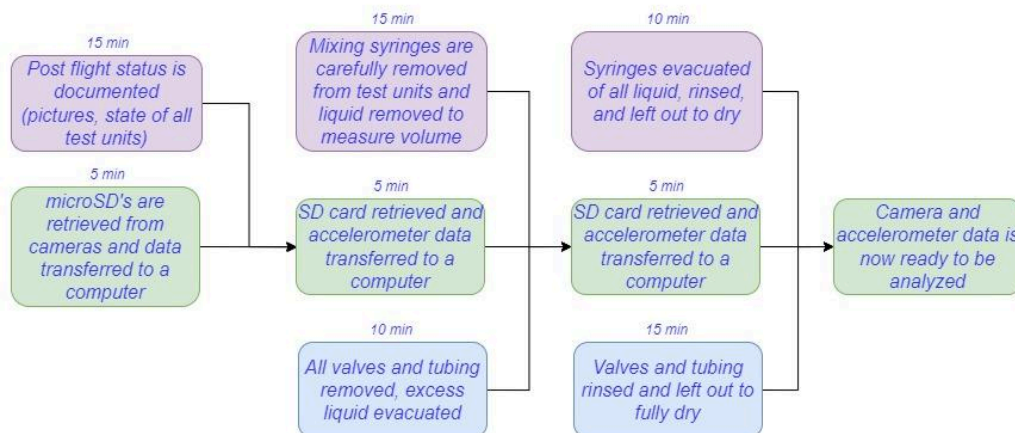 15 min
Post flight status is
documented
(pictures, state of all
test units)
5 min
microSD's are
retrieved from
cameras and data
transferred to a
computer
15 min
Mixing syringes are
carefully removed
from test units and
liquid removed to
measure volume
5 min
SD card retrieved and
accelerometer data
transferred to a
computer
10 min
All valves and tubing
removed, excess
liquid evacuated
10 min
Syringes evacuated
of all liquid, rinsed,
and left out to dry
5 min
SD card retrieved and
accelerometer data
transferred to a
computer
15 min
Valves and tubing
rinsed and left out to
fully dry
Camera and
accelerometer data is
now ready to be
analyzed